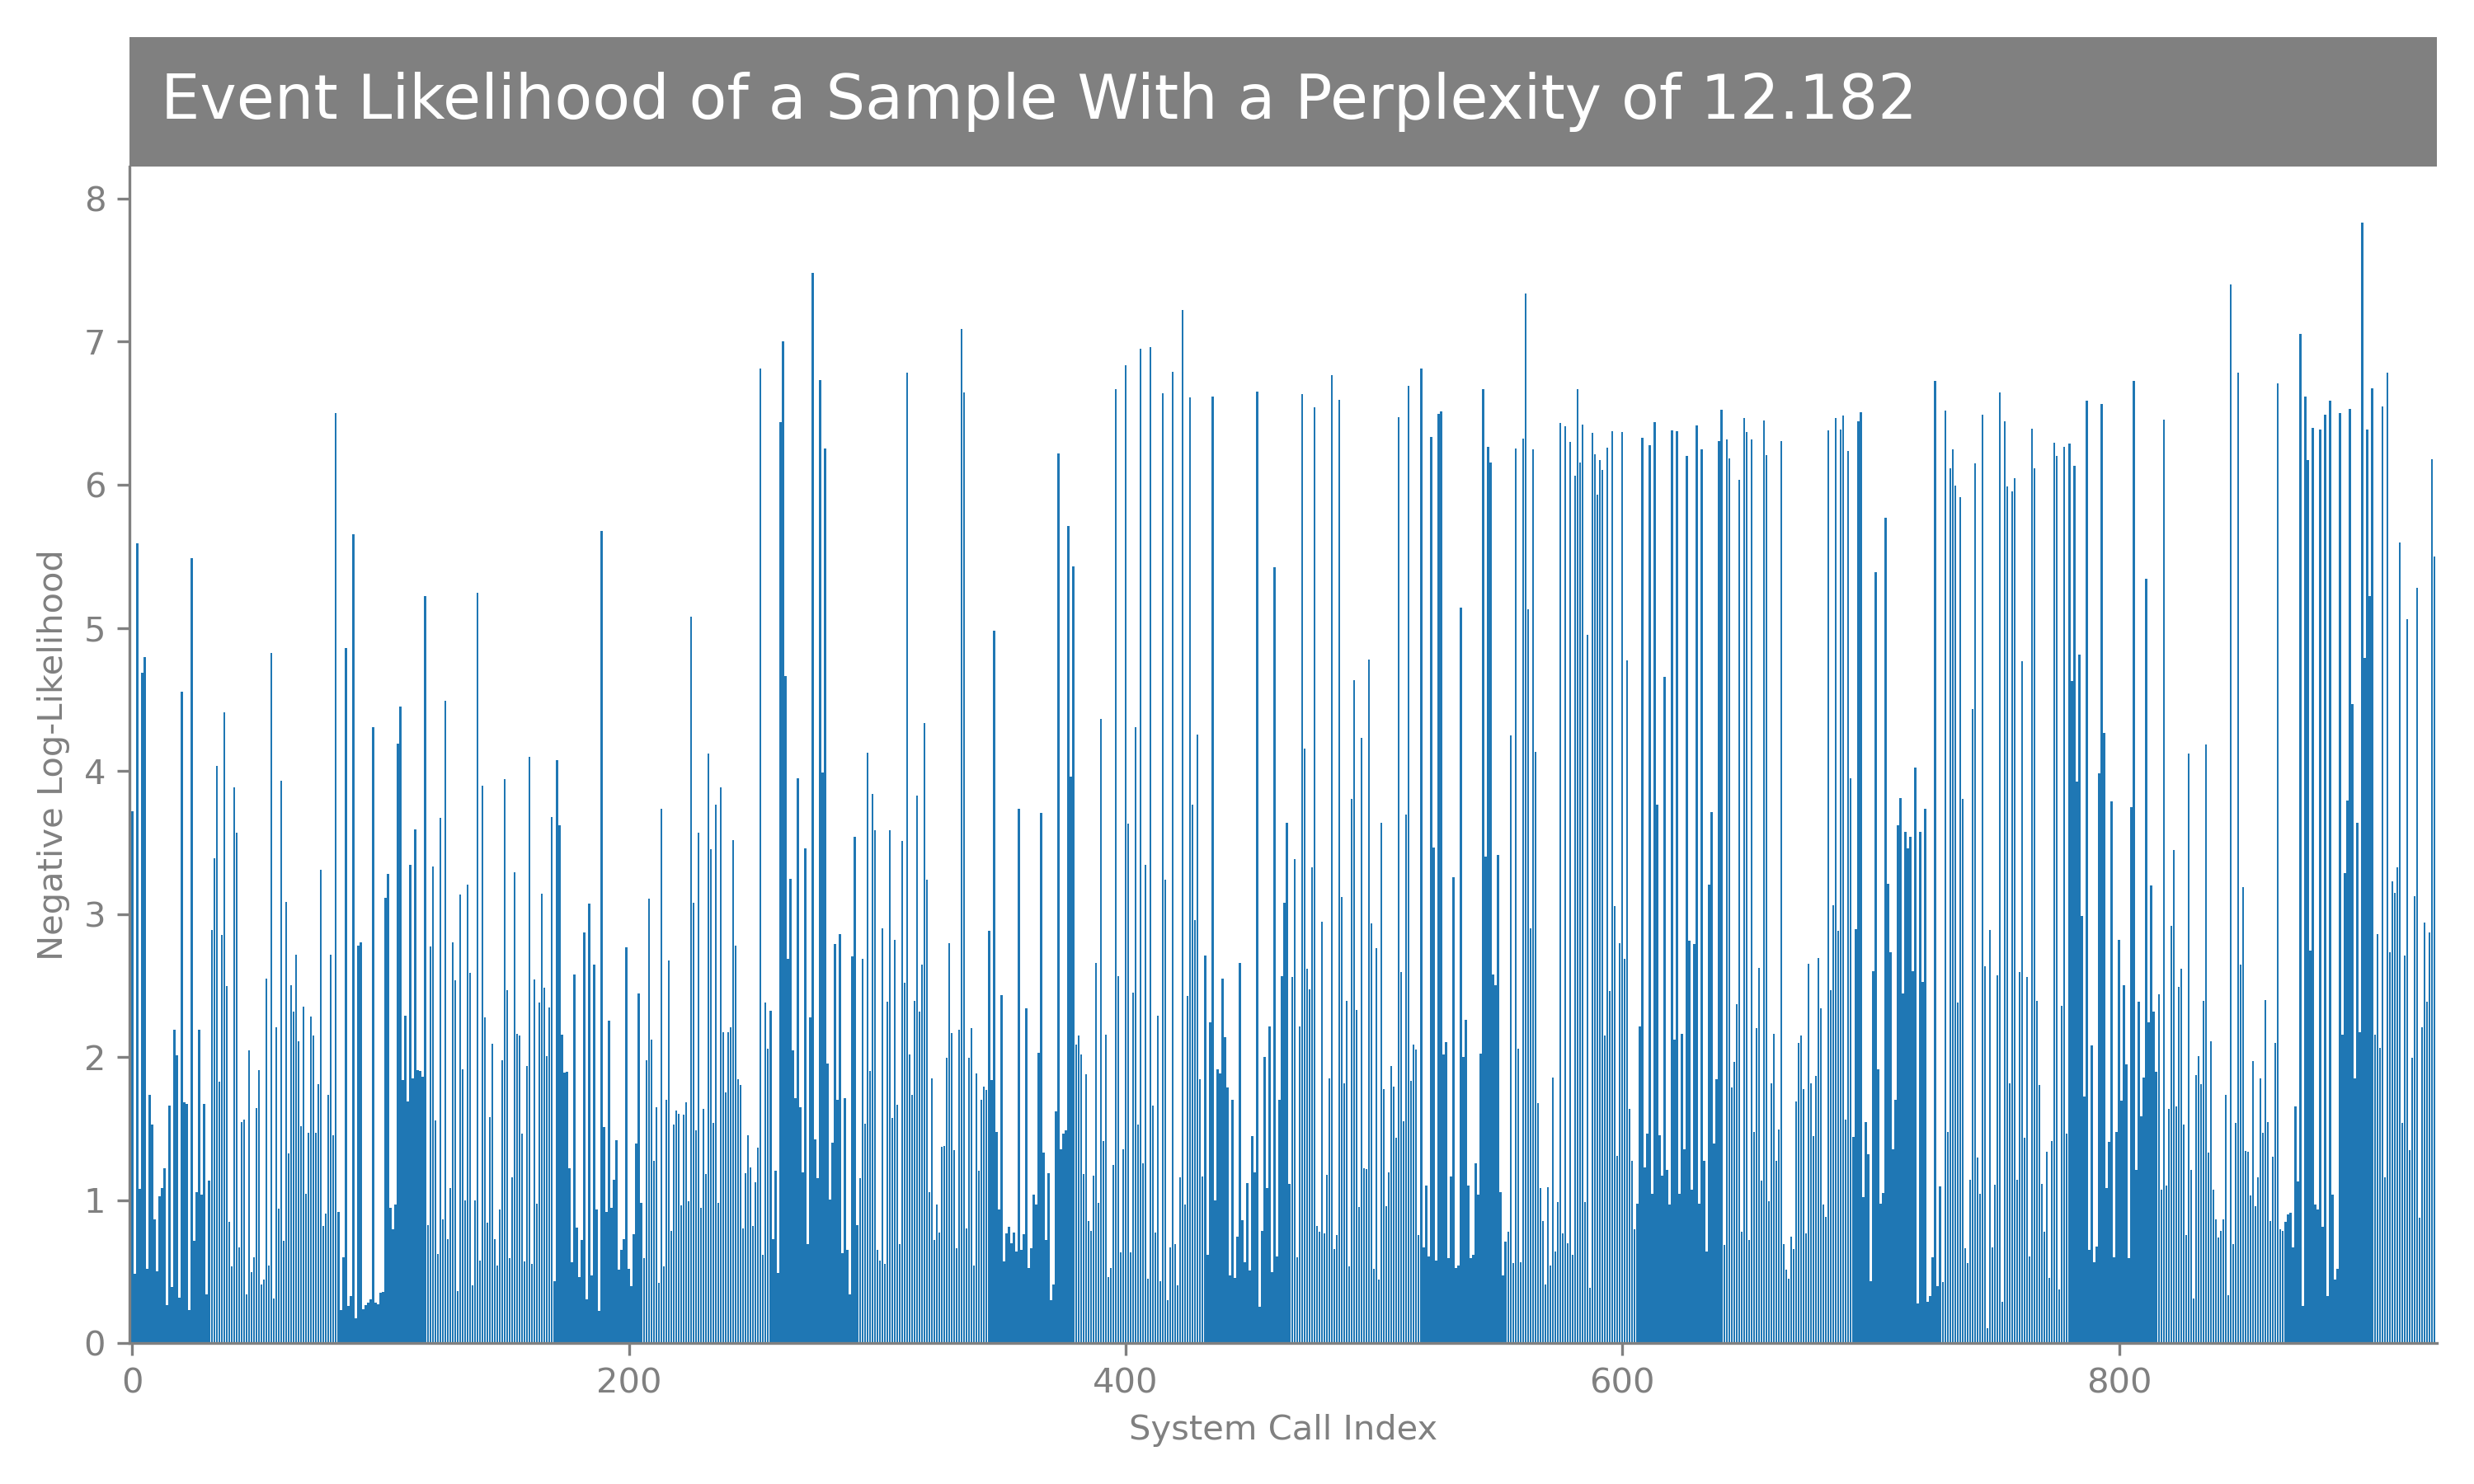 Event Likelihood of a Sample With a Perplexity of 12.182
8
7
6
5
4
3
2
1
0
Negative Log-Likelihood
0 200 400 600 800
System Call Index